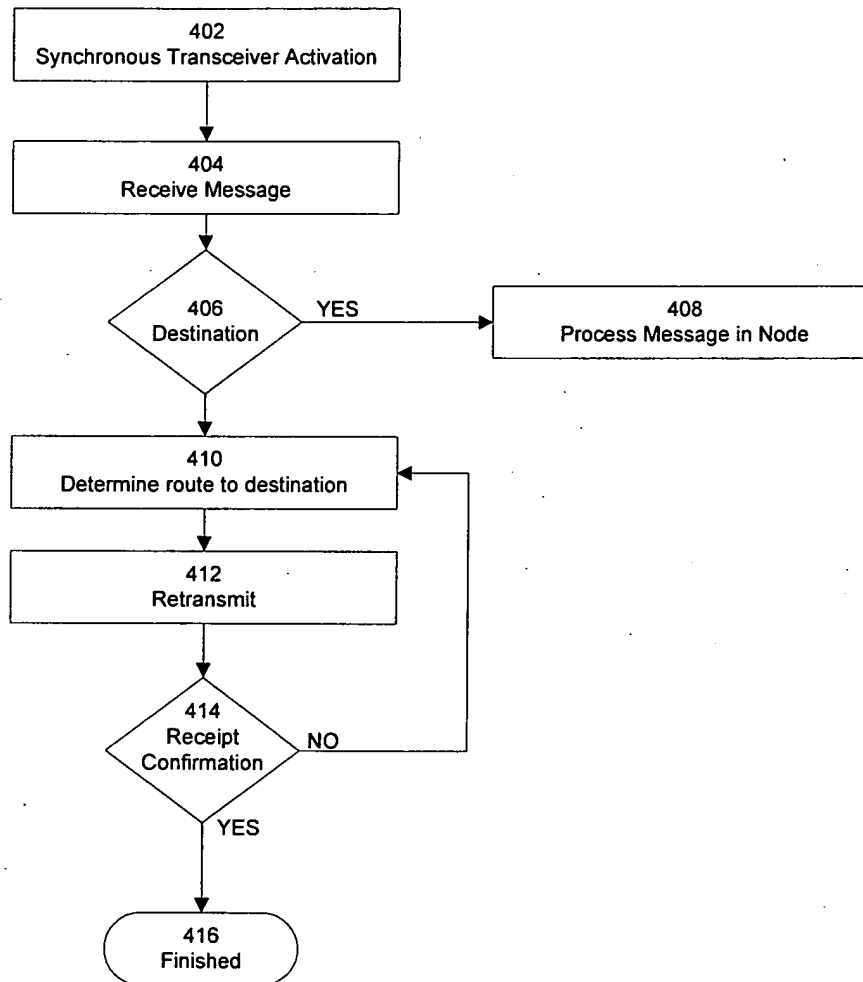 402
Synchronous Transceiver Activation
404
Receive Message
406
Destination
YES
408
Process Message in Node
410
Determine route to destination
412
Retransmit
414
Receipt
Confirmation
NO
YES
416
Finished